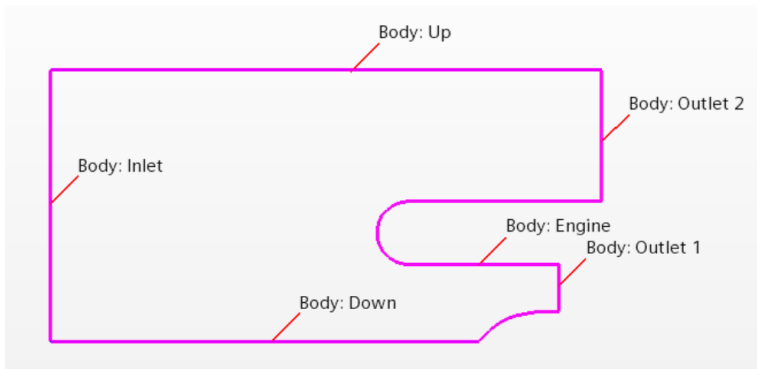 Body: Up
Body: Outlet 2
Body: Inlet
Body: Engine
Body: Outlet 1
Body: Down